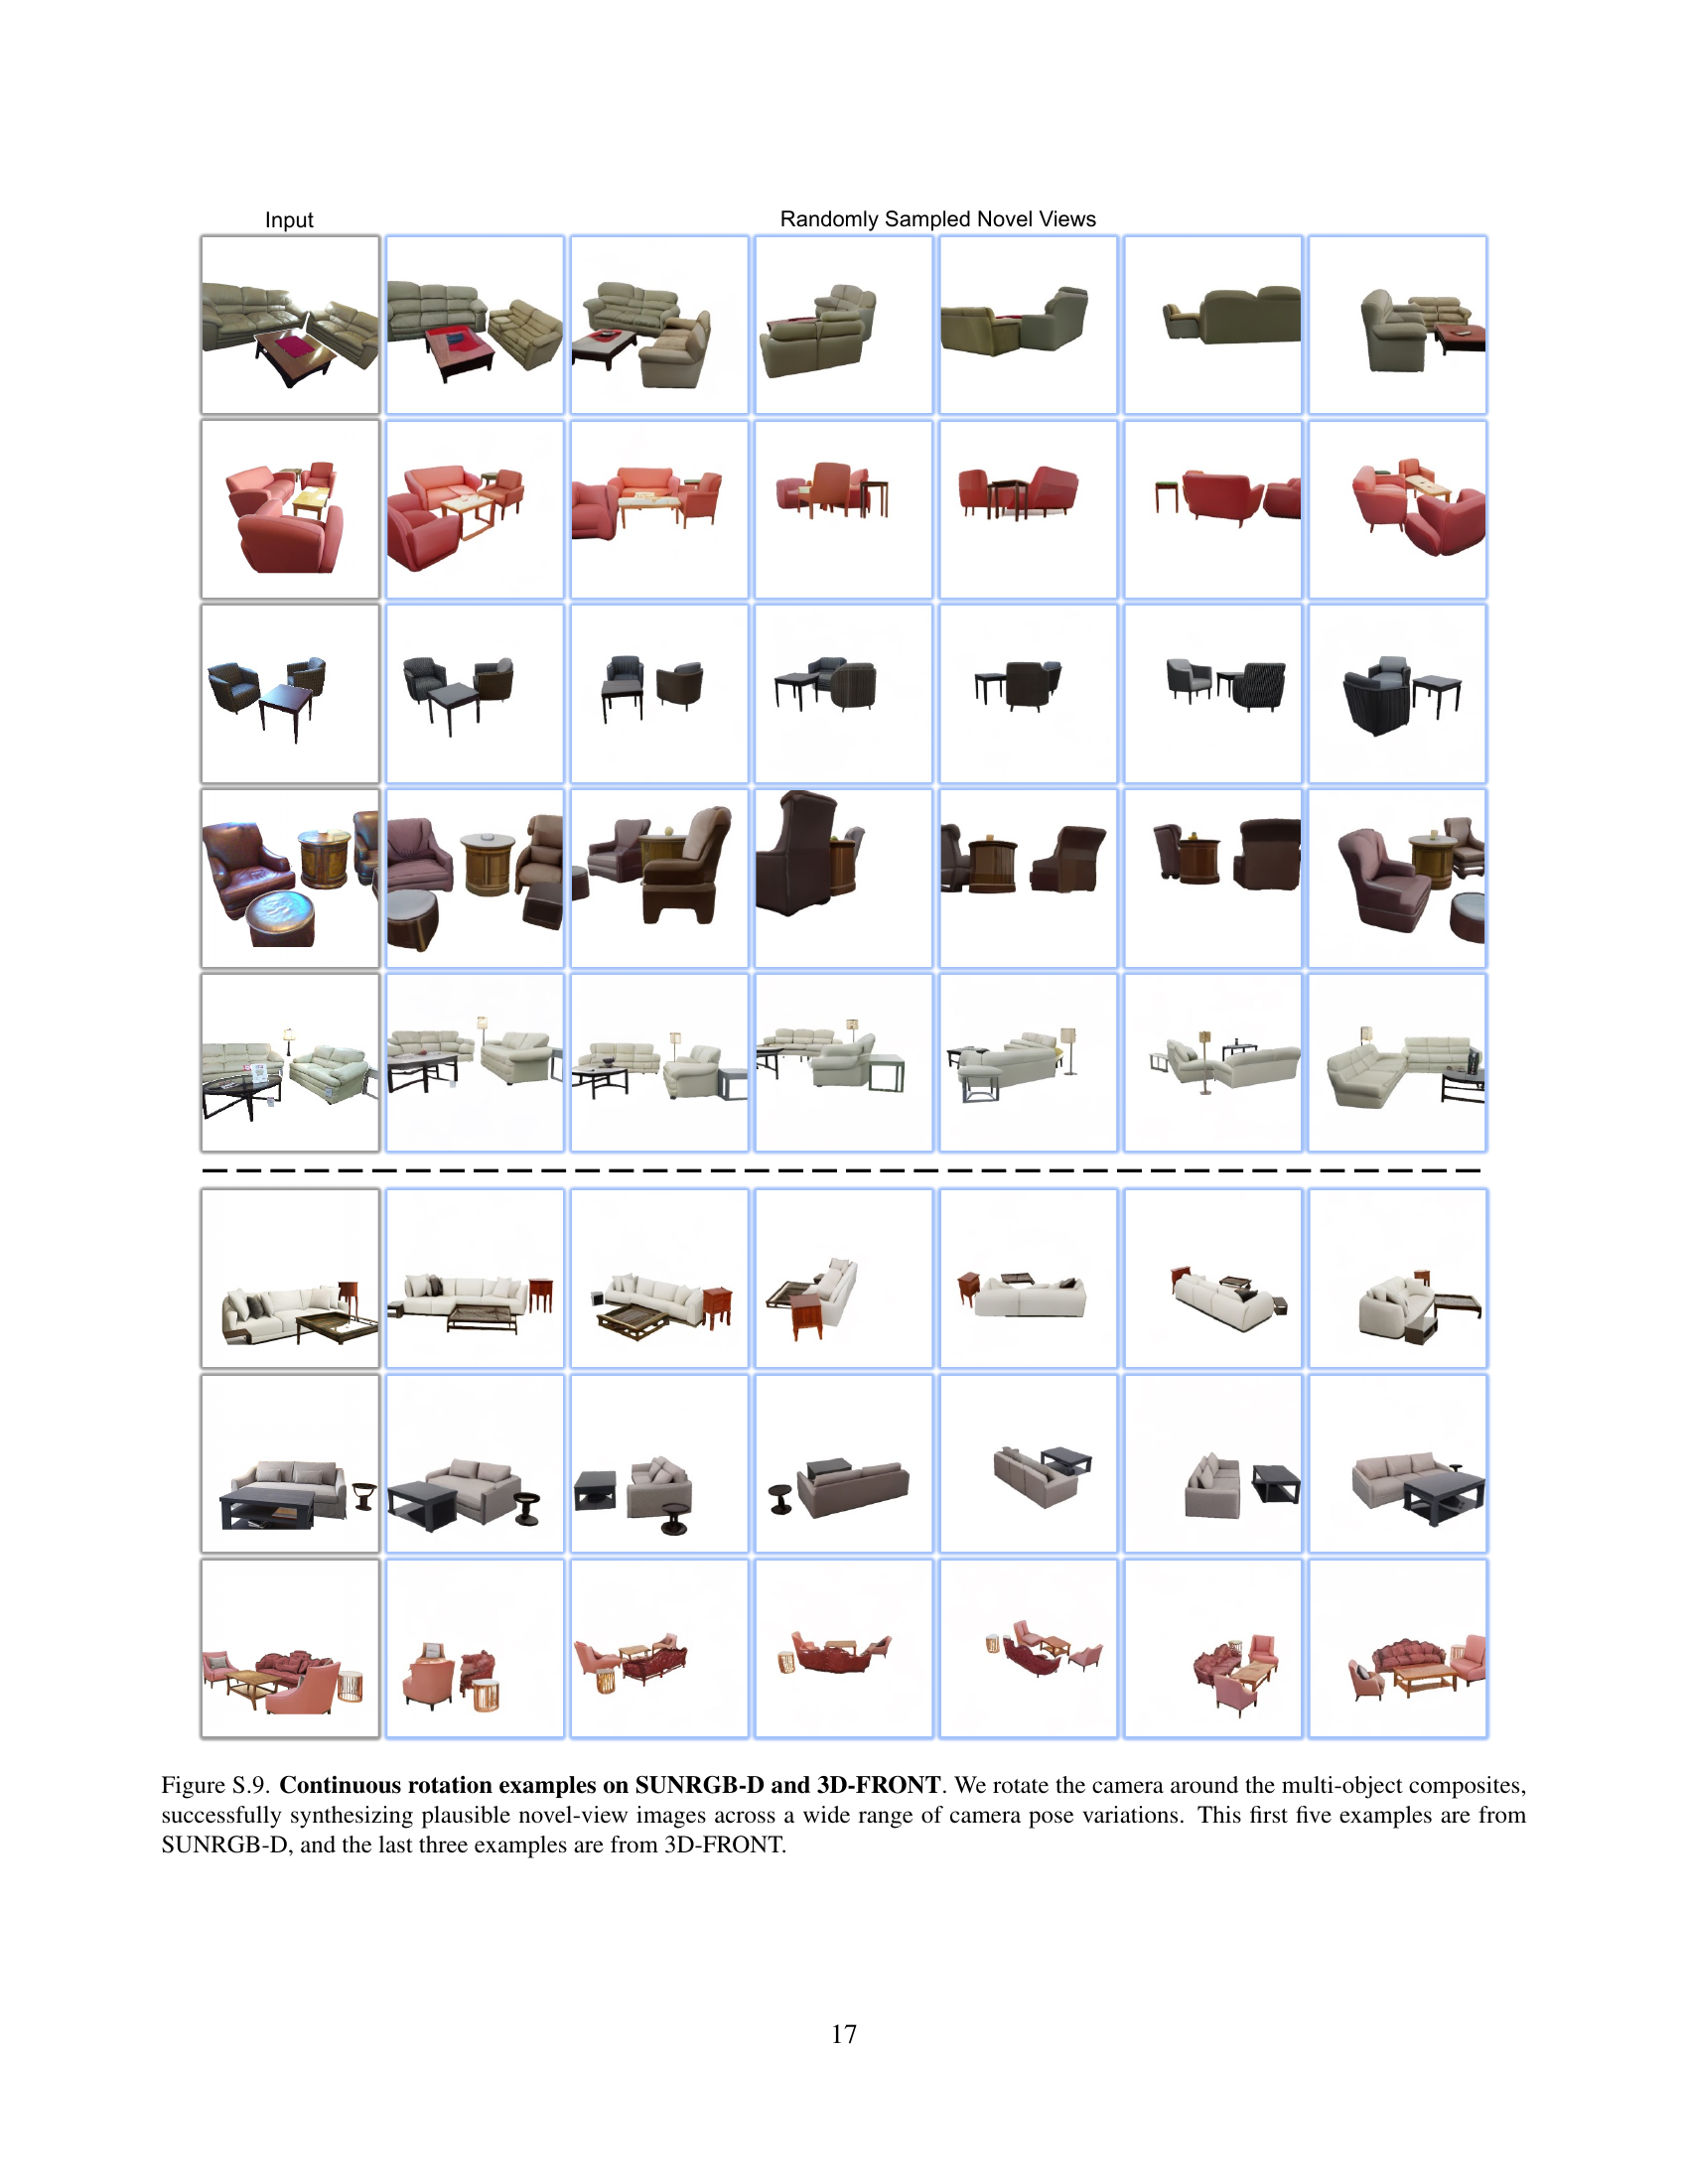 Input
Randomly Sampled Novel Views
Figure S.9. Continuous rotation examples on SUNRGB-D and 3D-FRONT. We rotate the camera around the multi-object composites,
successfully synthesizing plausible novel-view images across a wide range of camera pose variations. This first five examples are from
SUNRGB-D, and the last three examples are from 3D-FRONT.
17